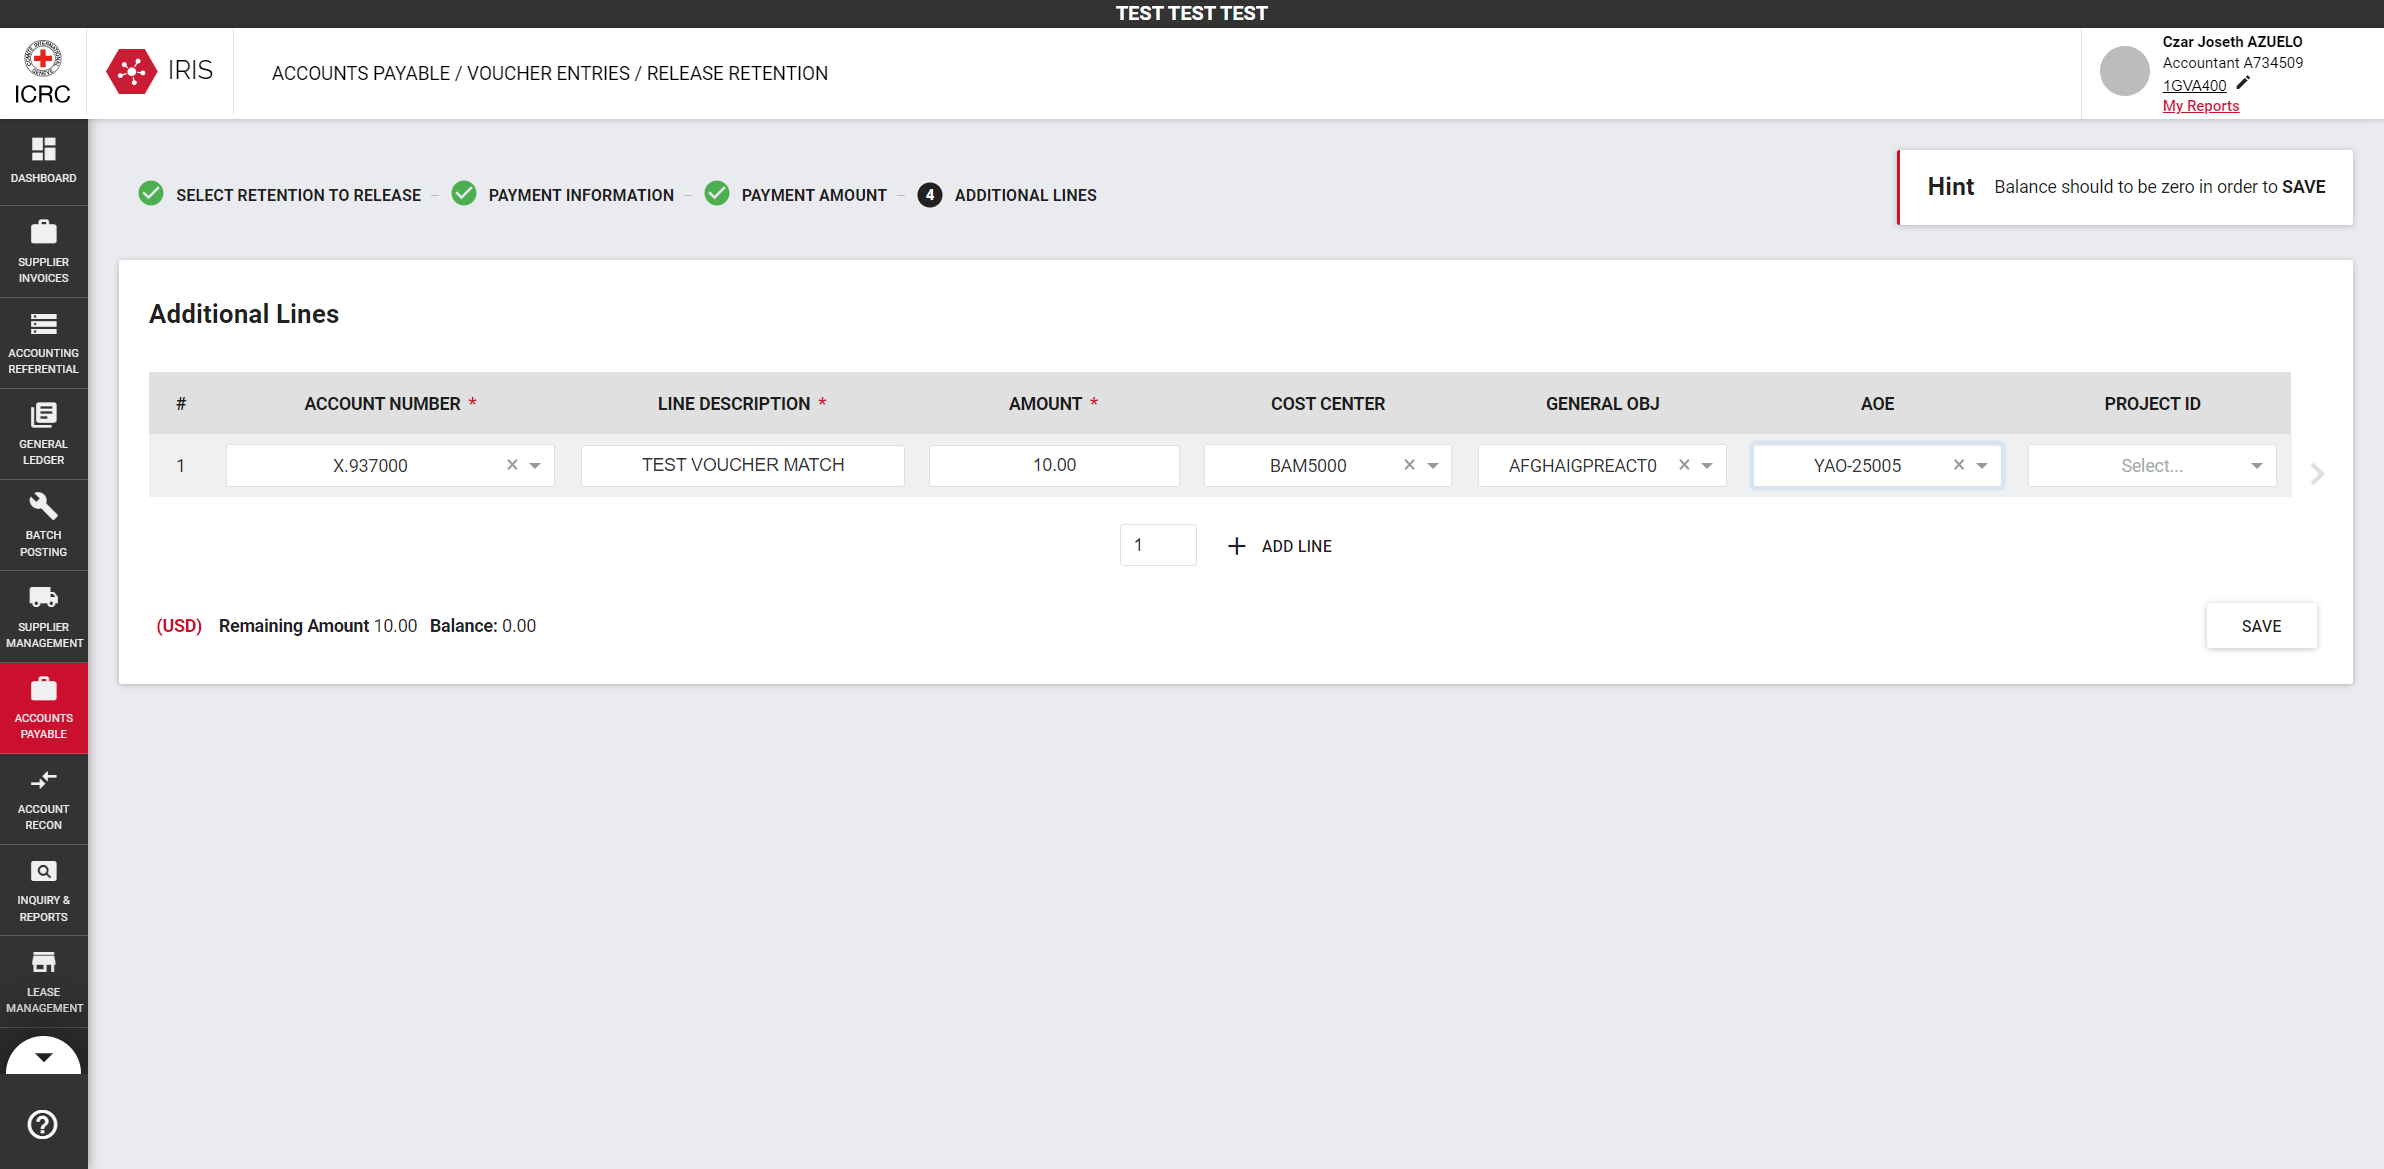 TEST TEST TEST
ICRC
IRIS
ACCOUNTS PAYABLE / VOUCHER ENTRIES / RELEASE RETENTION
Czar Joseth AZUELO
Accountant A734509
1GVA400
My Reports
DASHBOARD
SUPPLIER
INVOICES
ACCOUNTING
REFERENTIAL
GENERAL
LEDGER
BATCH
POSTING
SUPPLIER
MANAGEMENT
ACCOUNTS
PAYABLE
ACCOUNT
RECON
INQUIRY &
REPORTS
LEASE
MANAGEMENT
SELECT RETENTION TO RELEASE – PAYMENT INFORMATION – PAYMENT AMOUNT – 4 ADDITIONAL LINES
Hint Balance should to be zero in order to SAVE
Additional Lines
# ACCOUNT NUMBER * LINE DESCRIPTION * AMOUNT * COST CENTER GENERAL OBJ AOE PROJECT ID
1 X.937000 × TEST VOUCHER MATCH 10.00 BAM5000 × AFGHAIGPREACT0 × YAO-25005 × Select...
1 + ADD LINE
(USD) Remaining Amount 10.00 Balance: 0.00
SAVE